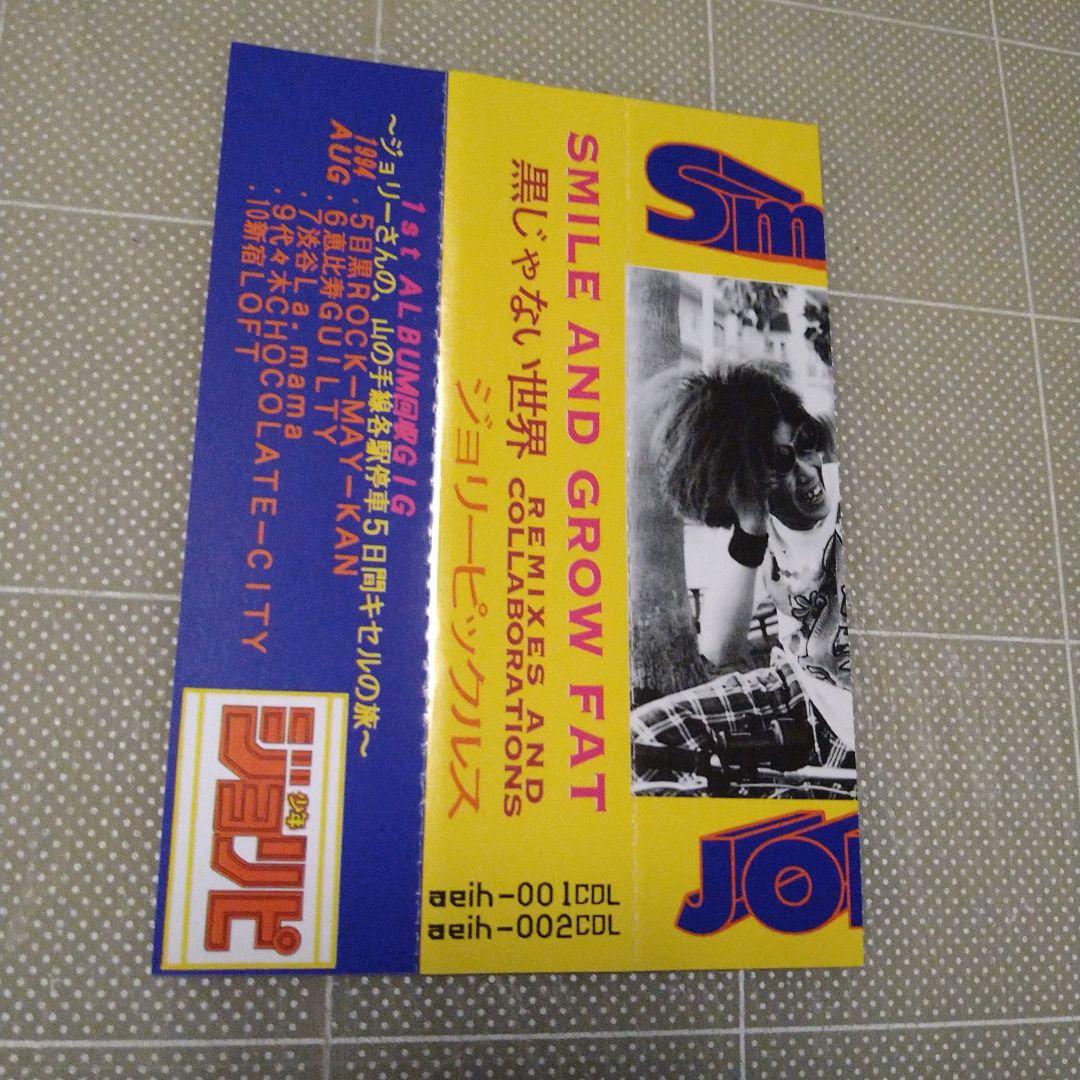 Sm
JO
SMILE AND GROW FAT
黒じゃない世界
REMIXES AND
COLLABORATIONS
ジョリーピックルス
aeih-001COL
aeih-002COL
1st ALBUM回収GIG
〜ジョリーさんの、山の手線各駅停車5日間キセルの旅〜
1994 . 5目黒ROCK-MAY-KAN
AUG . 6恵比寿GUILTY
. 7渋谷La.mama
. 9代々木CHOCOLATE-CITY
.10新宿LOFT
少年
ジョリピ